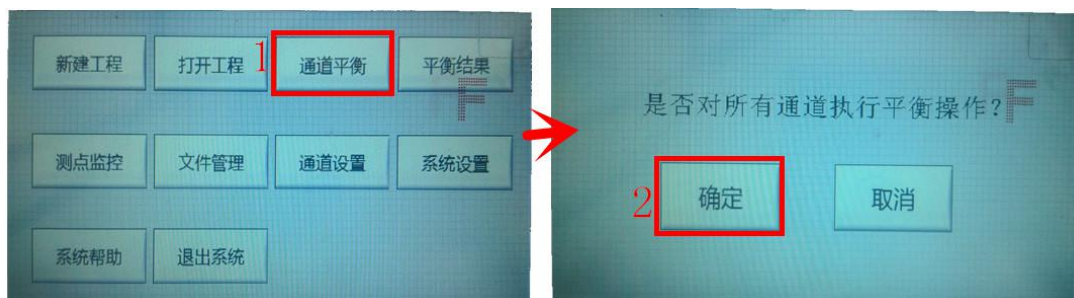 新建工程 打开工程 1 通道平衡 平衡结果
测点监控 文件管理 通道设置 系统设置
系统帮助 退出系统
是否对所有通道执行平衡操作?
2 确定 取消